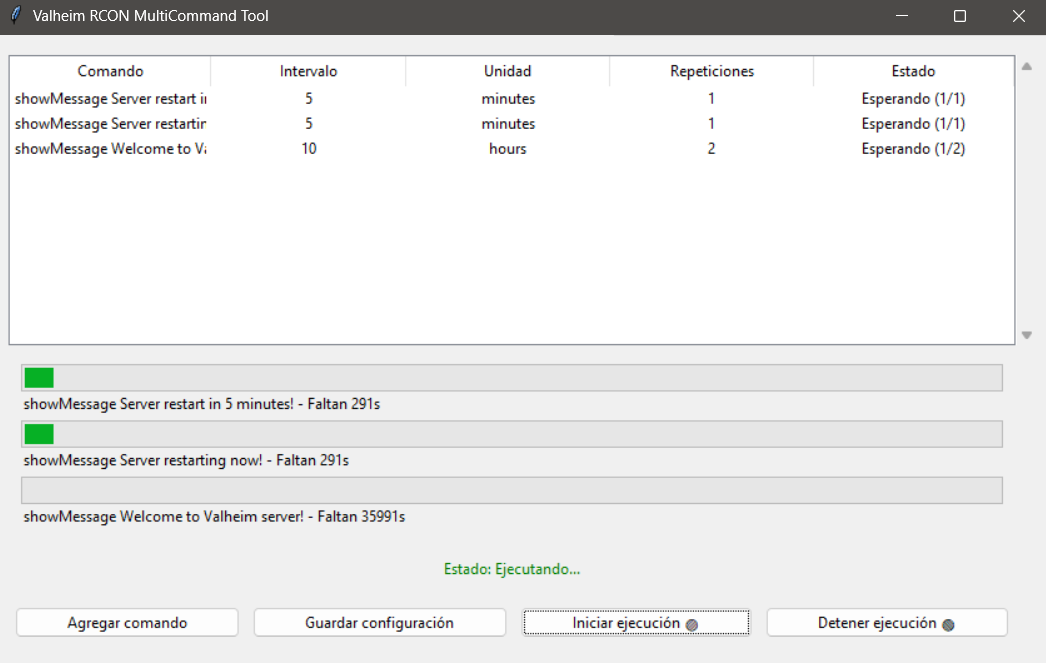 Valheim RCON MultiCommand Tool
Comando Intervalo Unidad Repeticiones Estado
showMessage Server restart in 5 minutes 1 Esperando (1/1)
showMessage Server restartin 5 minutes 1 Esperando (1/1)
showMessage Welcome to Va 10 hours 2 Esperando (1/2)
showMessage Server restart in 5 minutes! - Faltan 291s
showMessage Server restarting now! - Faltan 291s
showMessage Welcome to Valheim server! - Faltan 35991s
Estado: Ejecutando...
Agregar comando Guardar configuración Iniciar ejecución Detener ejecución